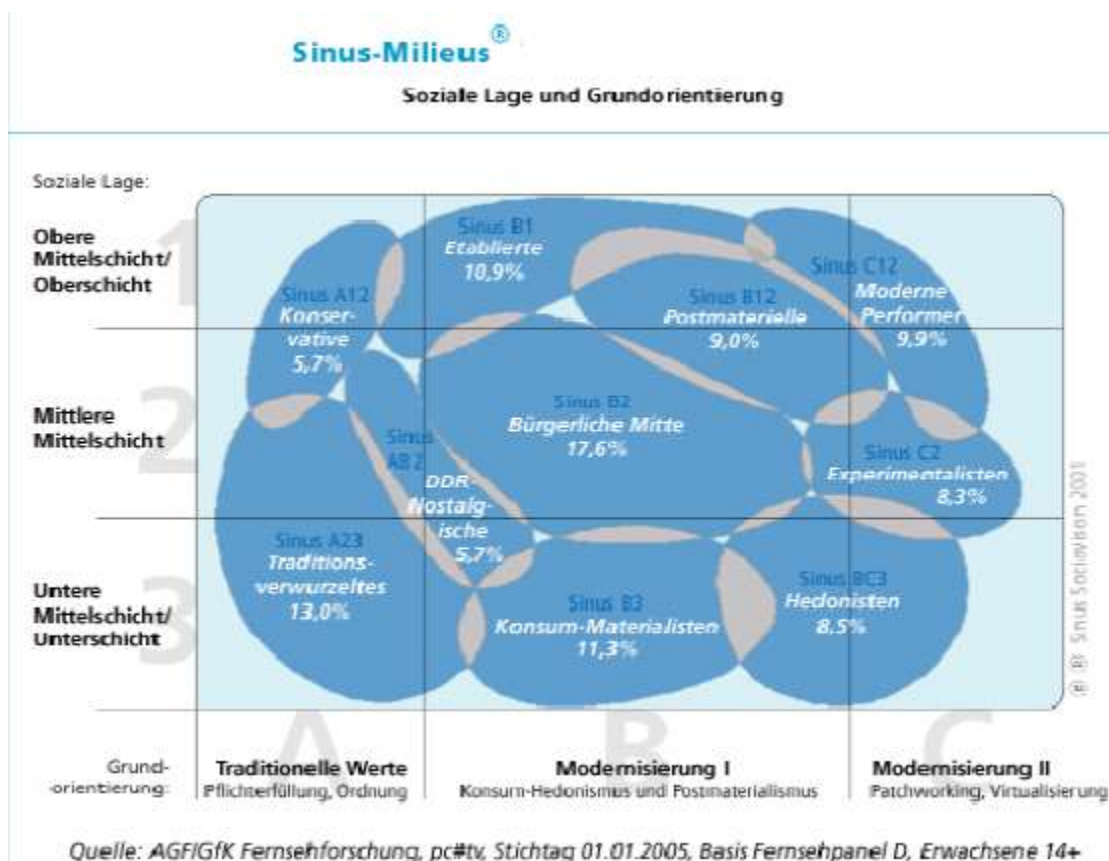 Sinus-Milieus®
Soziale Lage und Grundorientierung
Soziale Lage:
Obere
Mittelschicht/
Oberschicht
1
Mittlere
Mittelschicht
2
Untere
Mittelschicht/
Unterschicht
3
Sinus B1
Etablierte
10,9%
Sinus C12
Moderne
Performer
9,9%
Sinus A12
Konser-
vative
5,7%
Sinus B12
Postmaterielle
9,0%
Sinus B2
Bürgerliche Mitte
17,6%
Sinus
AB2
DDR-
Nostalg-
ische
5,7%
Sinus C2
Experimentalisten
8,3%
Sinus A23
Traditions-
verwurzeltes
13,0%
Sinus B3
Konsum-Materialisten
11,3%
Sinus BC3
Hedonisten
8,5%
© ® Sinus Sociovision 2001
A
B
C
Grund-
-orientierung:
Traditionelle Werte
Pflichterfüllung, Ordnung
Modernisierung I
Konsum-Hedonismus und Postmaterialismus
Modernisierung II
Patchworking, Virtualisierung
Quelle: AGF/GfK Fernsehforschung, pc#tv, Stichtag 01.01.2005, Basis Fernsehpanel D, Erwachsene 14+